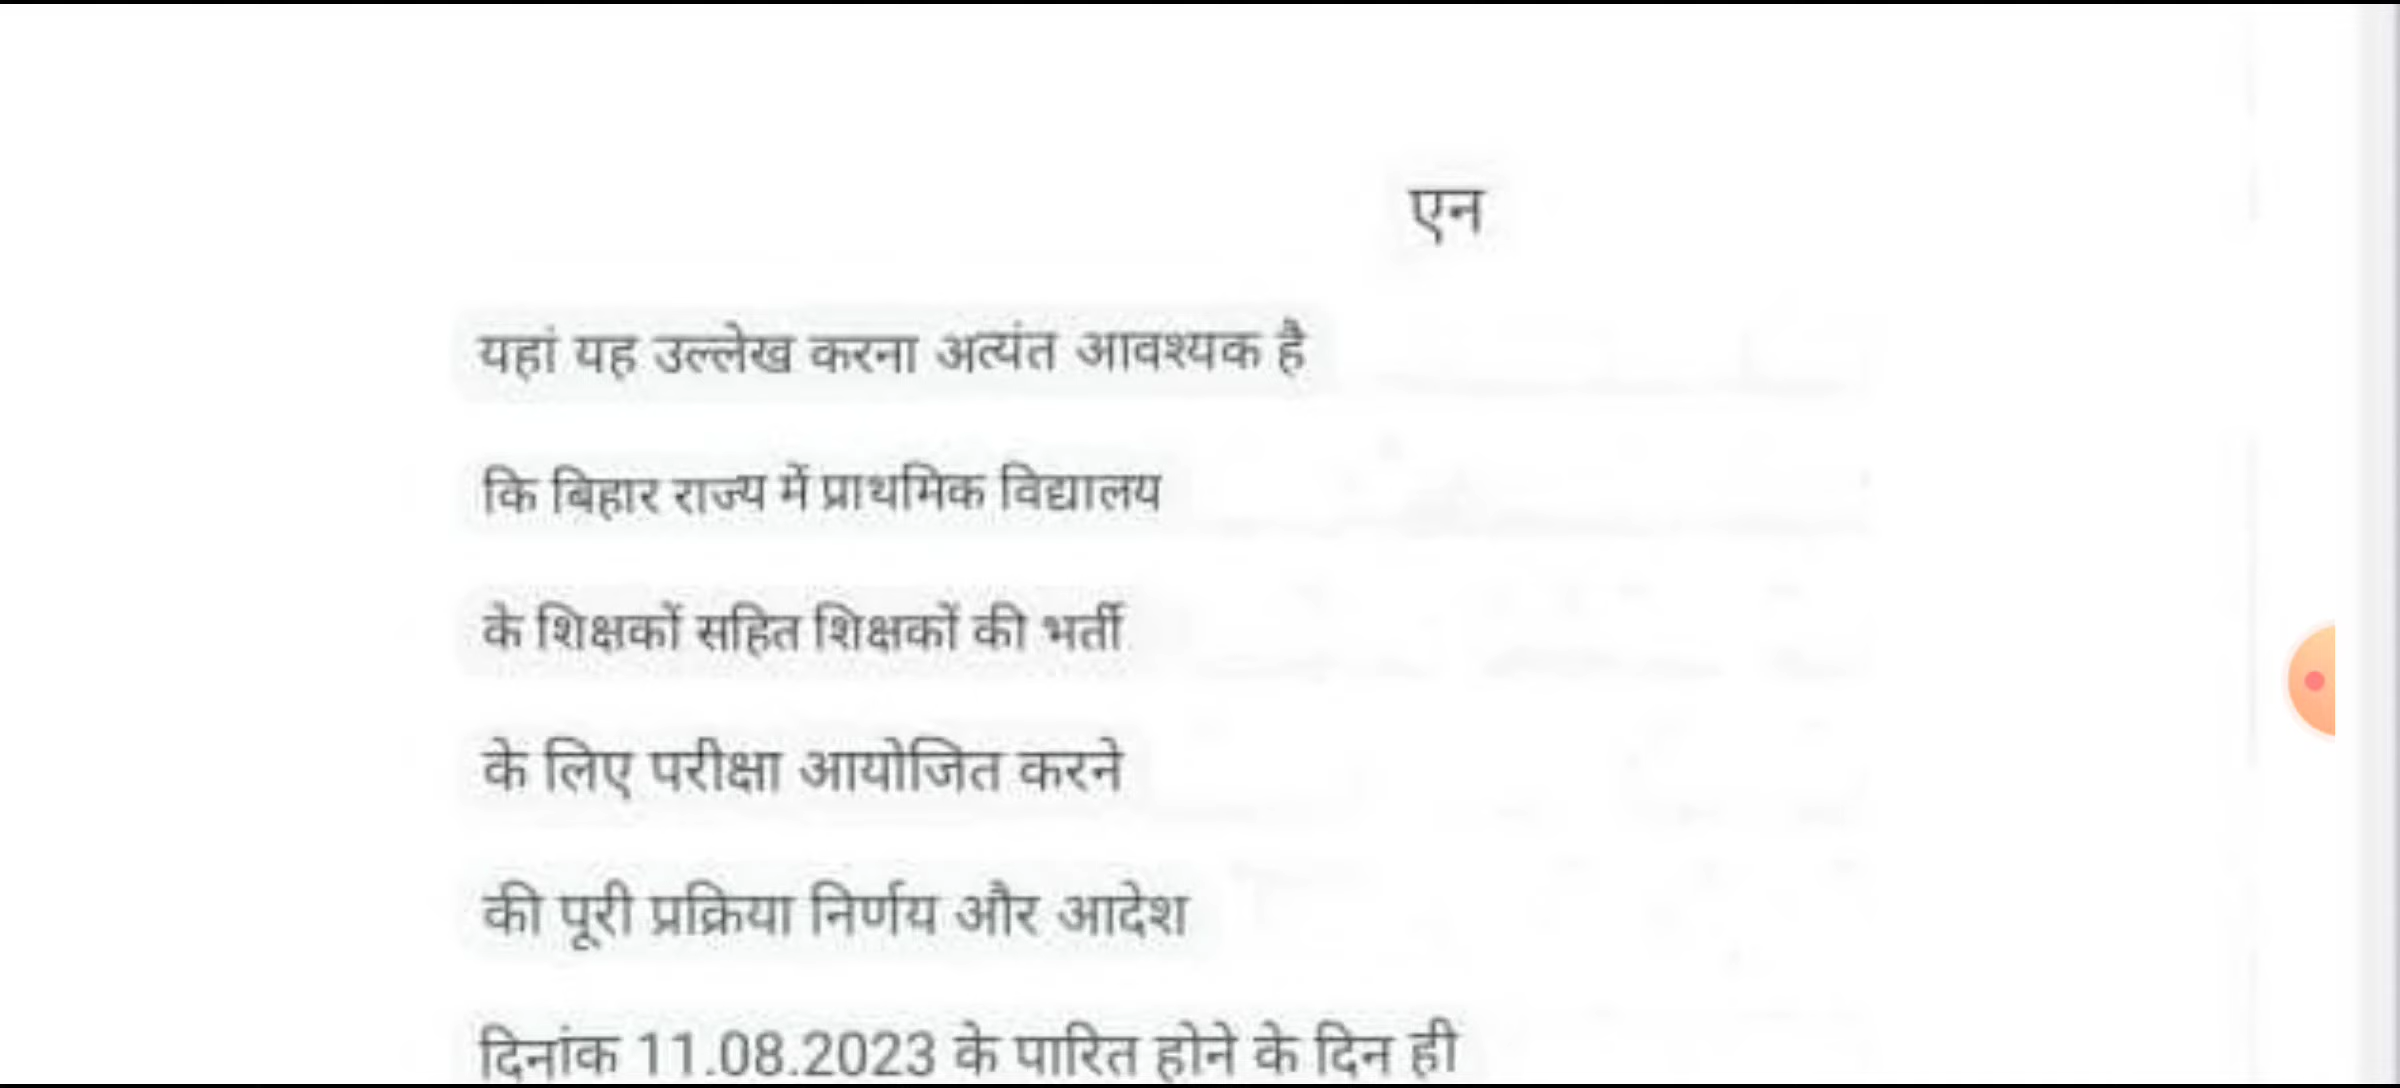 एन
यहां यह उल्लेख करना अत्यंत आवश्यक है
कि बिहार राज्य में प्राथमिक विद्यालय
के शिक्षकों सहित शिक्षकों की भर्ती
के लिए परीक्षा आयोजित करने
की पूरी प्रक्रिया निर्णय और आदेश
दिनांक 11.08.2023 के पारित होने के दिन ही